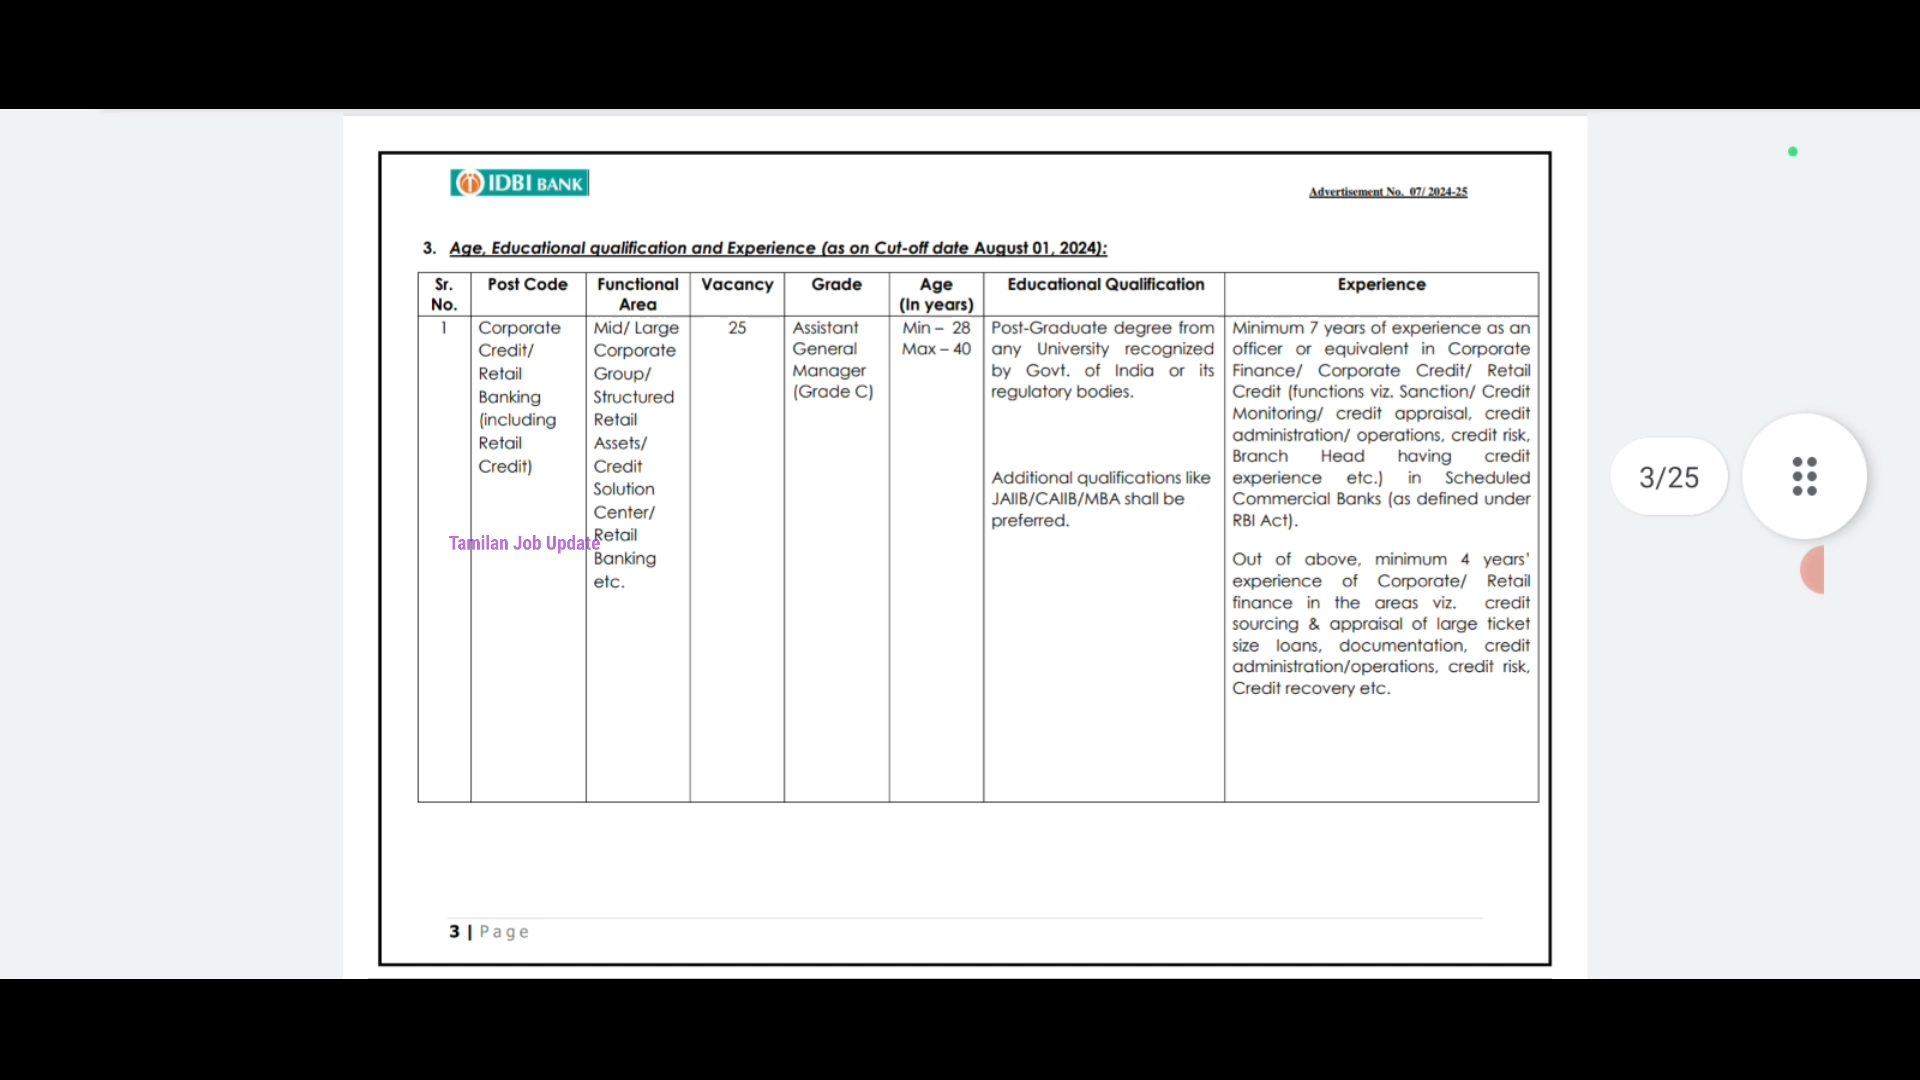 IDBI BANK
Advertisement No. 07/ 2024-25
3. Age, Educational qualification and Experience (as on Cut-off date August 01, 2024):
Sr.
No.
Post Code
Functional
Area
Vacancy
Grade
Age
(In years)
Educational Qualification
Experience
1
Corporate
Credit/
Retail
Banking
(including
Retail
Credit)
Mid/ Large
Corporate
Group/
Structured
Retail
Assets/
Credit
Solution
Center/
Retail
Banking
etc.
25
Assistant
General
Manager
(Grade C)
Min – 28
Max – 40
Post-Graduate degree from
any University recognized
by Govt. of India or its
regulatory bodies.
Additional qualifications like
JAIIB/CAIIB/MBA shall be
preferred.
Minimum 7 years of experience as an
officer or equivalent in Corporate
Finance/ Corporate Credit/ Retail
Credit (functions viz. Sanction/ Credit
Monitoring/ credit appraisal, credit
administration/ operations, credit risk,
Branch Head having credit
experience etc.) in Scheduled
Commercial Banks (as defined under
RBI Act).
Out of above, minimum 4 years'
experience of Corporate/ Retail
finance in the areas viz. credit
sourcing & appraisal of large ticket
size loans, documentation, credit
administration/operations, credit risk,
Credit recovery etc.
Tamilan Job Update
3/25
3 | Page